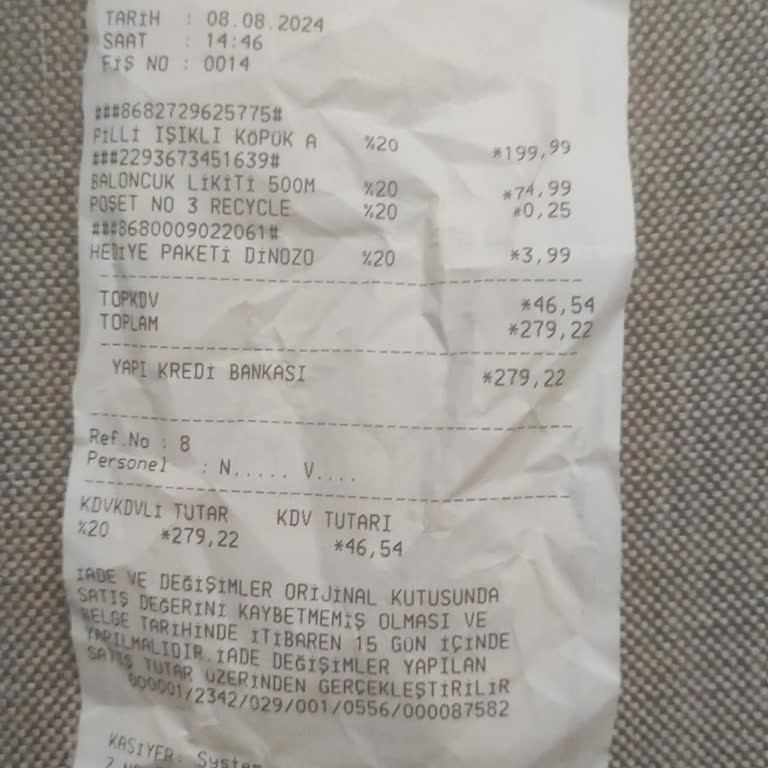 TARİH : 08.08.2024
SAAT : 14:46
FİŞ NO : 0014
###8682729625775#
PİLLİ IŞIKLI KÖPÜK A %20 *199,99
###2293673451639#
BALONCUK LİKİTİ 500M %20 *74,99
POŞET NO 3 RECYCLE %20 *0,25
###8680009022061#
HEDİYE PAKETİ DİNOZO %20 *3,99
TOPKDV *46,54
TOPLAM *279,22
YAPI KREDİ BANKASI *279,22
Ref.No : 8
Personel : N..... V....
KDVKDVLI TUTAR KDV TUTARI
%20 *279,22 *46,54
İADE VE DEĞİŞİMLER ORİJİNAL KUTUSUNDA
SATIŞ DEĞERİNİ KAYBETMEMİŞ OLMASI VE
BELGE TARİHİNDE İTİBAREN 15 GÜN İÇİNDE
YAPILMALIDIR.İADE DEĞİŞİMLER YAPILAN
SATIŞ TUTAR ÜZERİNDEN GERÇEKLEŞTİRİLİR
000001/2342/029/001/0556/000087582
KASİYER: System